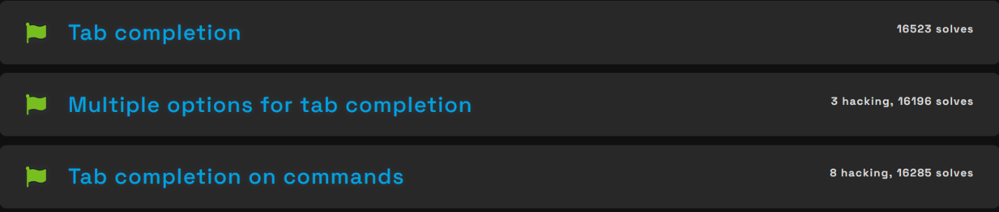 Tab completion
16523 solves
Multiple options for tab completion
3 hacking, 16196 solves
Tab completion on commands
8 hacking, 16285 solves